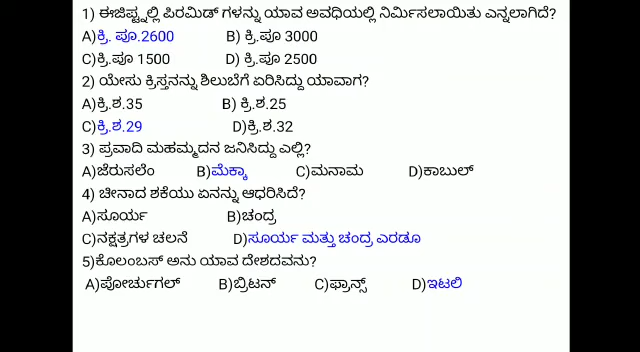 1) ಈಜಿಪ್ಟ್ನಲ್ಲಿ ಪಿರಮಿಡ್ ಗಳನ್ನು ಯಾವ ಅವಧಿಯಲ್ಲಿ ನಿರ್ಮಿಸಲಾಯಿತು ಎನ್ನಲಾಗಿದೆ?
A)ಕ್ರಿ. ಪೂ.2600 B) ಕ್ರಿ.ಪೂ 3000
C)ಕ್ರಿ.ಪೂ 1500 D) ಕ್ರಿ.ಪೂ 2500
2) ಯೇಸು ಕ್ರಿಸ್ತನನ್ನು ಶಿಲುಬೆಗೆ ಏರಿಸಿದ್ದು ಯಾವಾಗ?
A)ಕ್ರಿ.ಶ.35 B) ಕ್ರಿ.ಶ.25
C)ಕ್ರಿ.ಶ.29 D)ಕ್ರಿ.ಶ.32
3) ಪ್ರವಾದಿ ಮಹಮ್ಮದನ ಜನಿಸಿದ್ದು ಎಲ್ಲಿ?
A)ಜೆರುಸಲೆಂ B)ಮೆಕ್ಕಾ C)ಮನಾಮ D)ಕಾಬುಲ್
4) ಚೀನಾದ ಶಕೆಯು ಏನನ್ನು ಆಧರಿಸಿದೆ?
A)ಸೂರ್ಯ B)ಚಂದ್ರ
C)ನಕ್ಷತ್ರಗಳ ಚಲನೆ D)ಸೂರ್ಯ ಮತ್ತು ಚಂದ್ರ ಎರಡೂ
5)ಕೊಲಂಬಸ್ ಅನು ಯಾವ ದೇಶದವನು?
A)ಪೋರ್ಚುಗಲ್ B)ಬ್ರಿಟನ್ C)ಫ್ರಾನ್ಸ್ D)ಇಟಲಿ